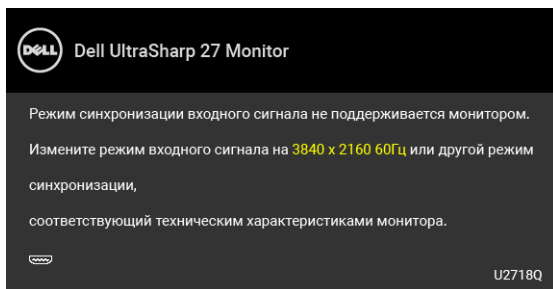 DELL Dell UltraSharp 27 Monitor
Режим синхронизации входного сигнала не поддерживается монитором.
Измените режим входного сигнала на 3840 x 2160 60Гц или другой режим
синхронизации,
соответствующий техническим характеристиками монитора.
U2718Q